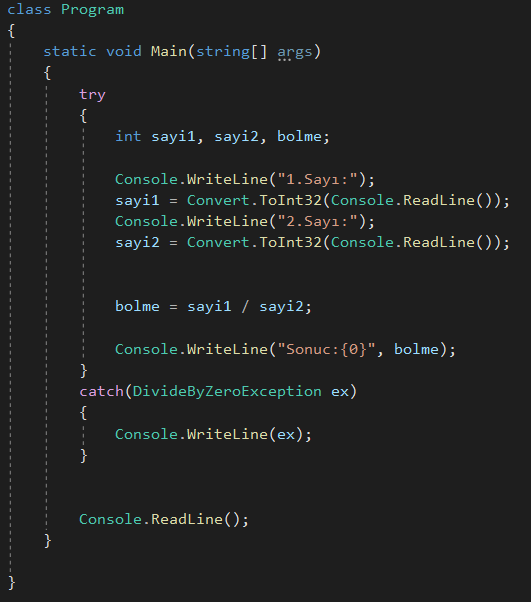 class Program
{
static void Main(string[] args)
{
try
{
int sayi1, sayi2, bolme;
Console.WriteLine("1.Sayı:");
sayi1 = Convert.ToInt32(Console.ReadLine());
Console.WriteLine("2.Sayı:");
sayi2 = Convert.ToInt32(Console.ReadLine());
bolme = sayi1 / sayi2;
Console.WriteLine("Sonuc:{0}", bolme);
}
catch(DivideByZeroException ex)
{
Console.WriteLine(ex);
}
Console.ReadLine();
}
}